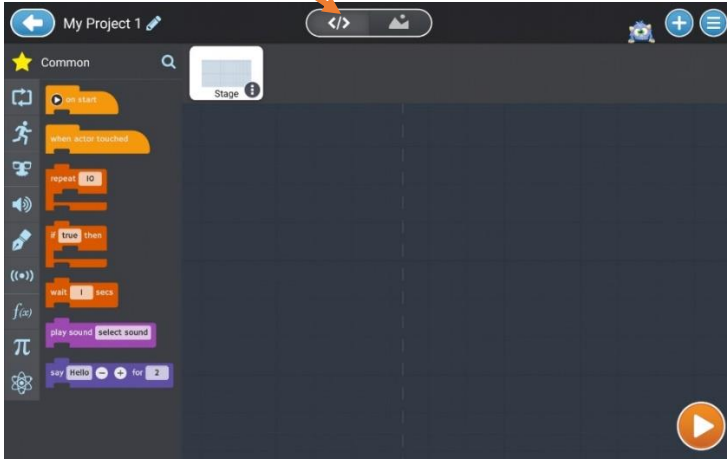 My Project 1
</>
Common
Stage
on start
when actor touched
repeat 10
if true then
wait 1 secs
play sound select sound
say Hello - + for 2
((•))
f(x)
π